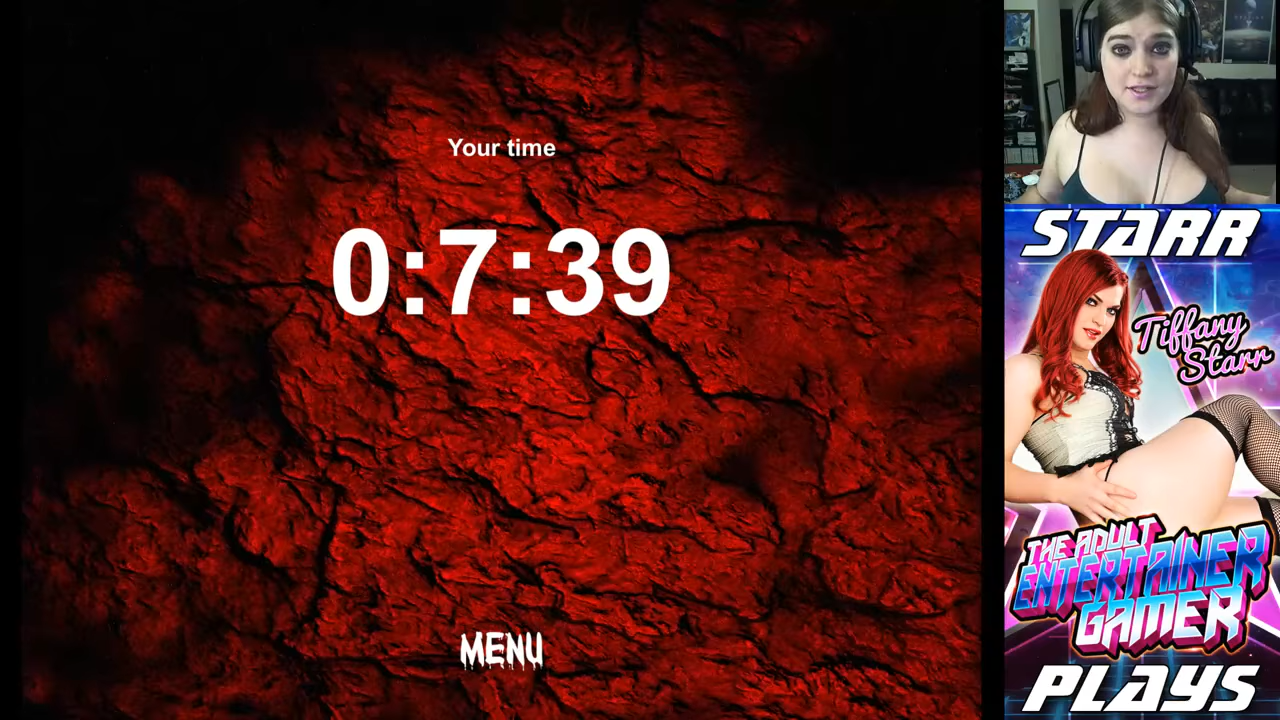 Your time
0:7:39
MENU
STARR
Tiffany
Starr
THE ADULT
ENTERTAINER
GAMER
PLAYS